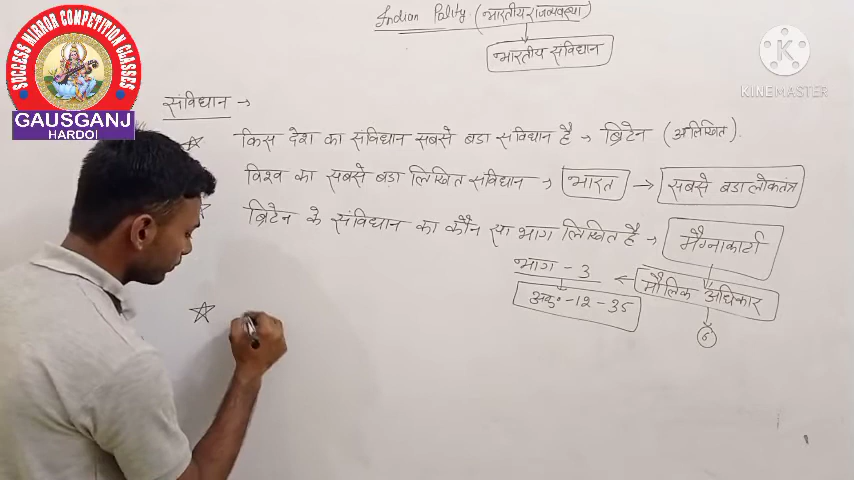 SUCCESS MIRROR COMPETITION CLASSES
GAUSGANJ
HARDOI
KINEMASTER
Indian Polity (भारतीय राजव्यवस्था)
भारतीय संविधान
संविधान →
किस देश का संविधान सबसे बडा संविधान है → ब्रिटेन (अलिखित).
विश्व का सबसे बड़ा लिखित संविधान → भारत → सबसे बडा लोकतंत्र
ब्रिटेन के संविधान का कौन सा भाग लिखित है → मैग्नाकार्टा
भाग - 3 ← मौलिक अधिकार
अनु॰-12-35